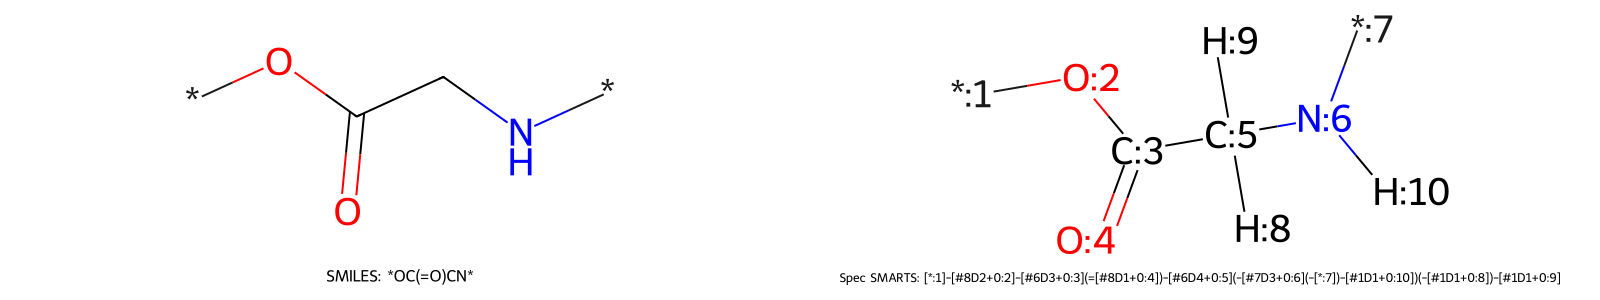 * O O N H *
SMILES: *OC(=O)CN*
*:1 O:2 C:3 O:4 C:5 H:9 H:8 N:6 *:7 H:10
Spec SMARTS: [*:1]-[#8D2+0:2]-[#6D3+0:3](=[#8D1+0:4])-[#6D4+0:5](-[#7D3+0:6](-[*:7])-[#1D1+0:10])(-[#1D1+0:8])-[#1D1+0:9]